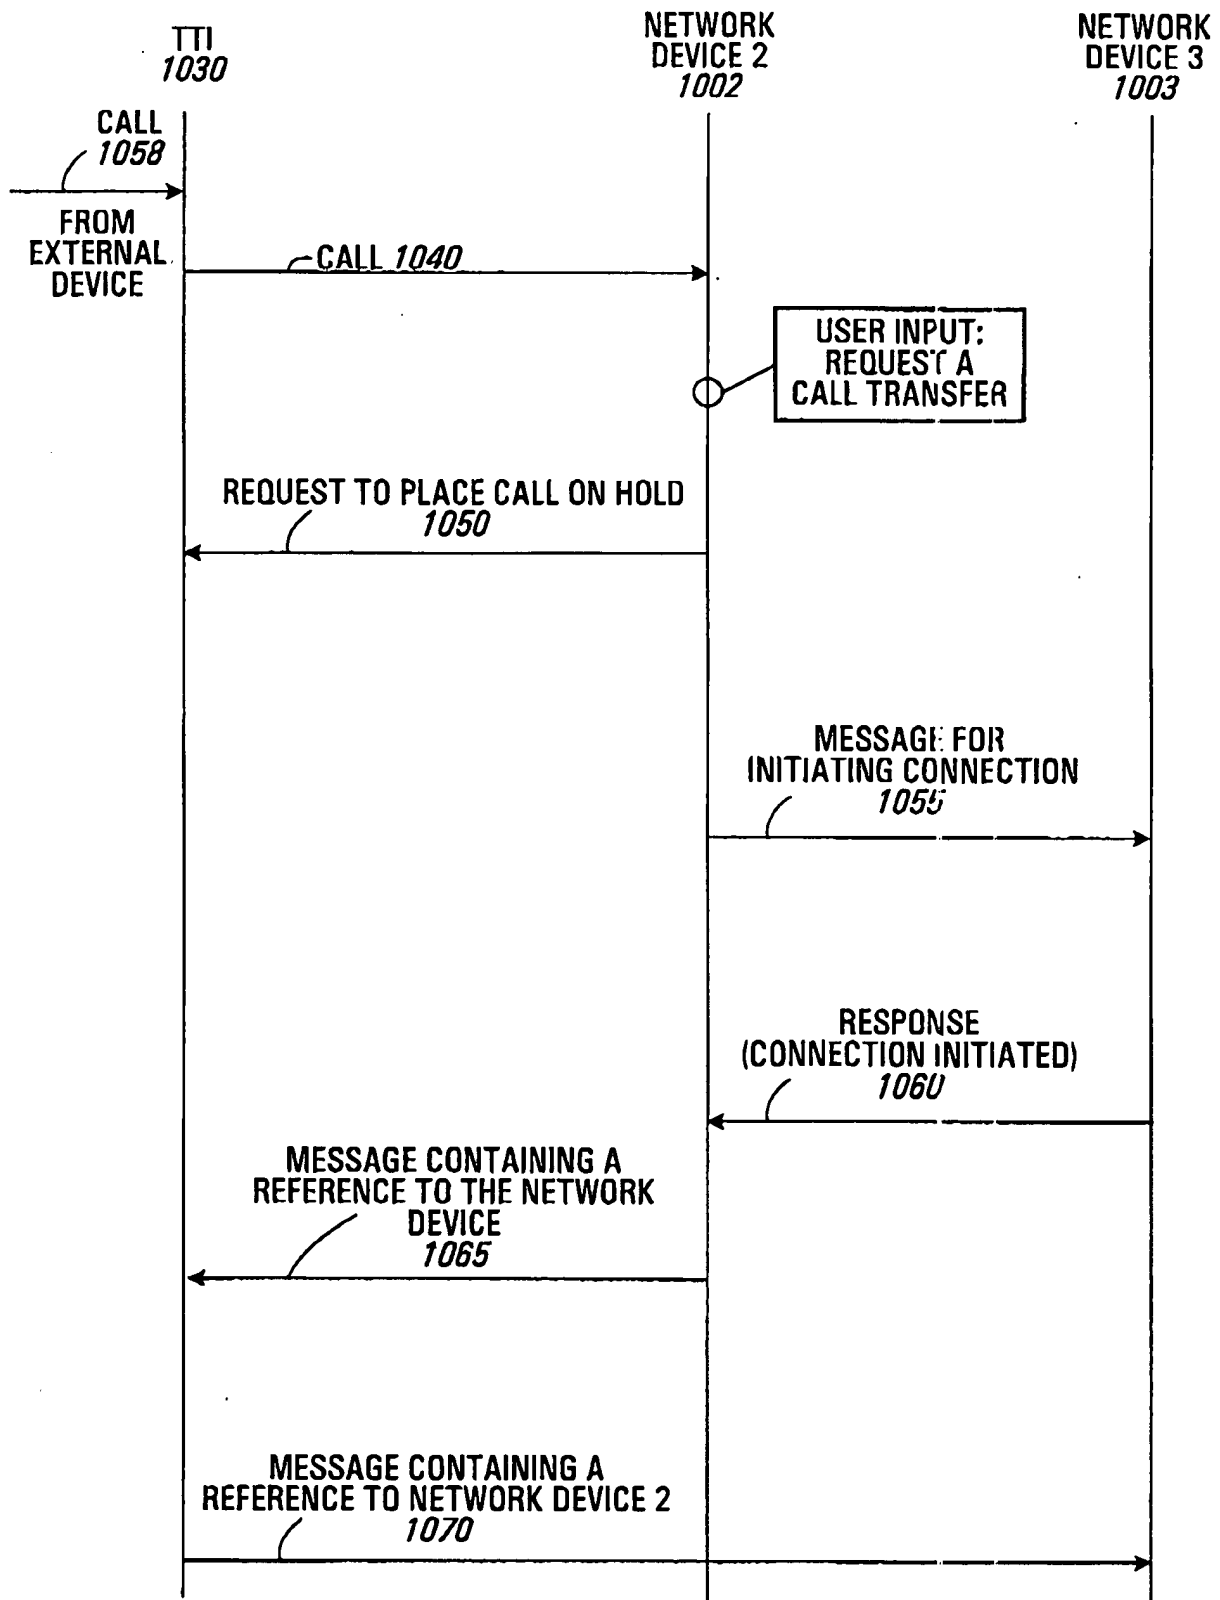 TTI
1030
NETWORK
DEVICE 2
1002
NETWORK
DEVICE 3
1003
CALL
1058
FROM
EXTERNAL
DEVICE
CALL 1040
USER INPUT:
REQUEST A
CALL TRANSFER
REQUEST TO PLACE CALL ON HOLD
1050
MESSAGE FOR
INITIATING CONNECTION
1055
RESPONSE
(CONNECTION INITIATED)
1060
MESSAGE CONTAINING A
REFERENCE TO THE NETWORK
DEVICE
1065
MESSAGE CONTAINING A
REFERENCE TO NETWORK DEVICE 2
1070